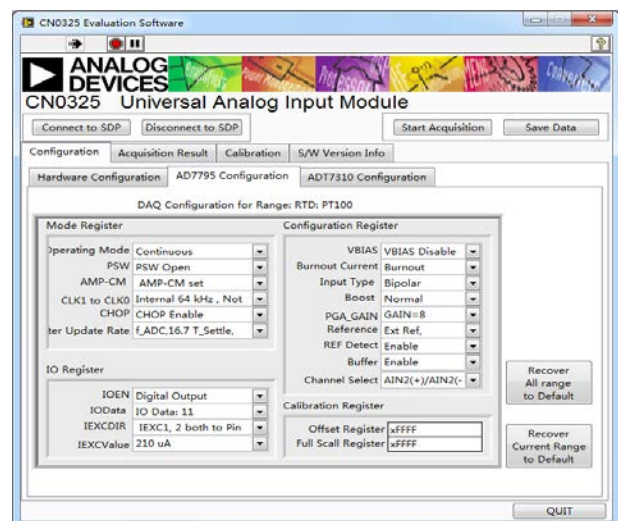 CN0325 Evaluation Software
ANALOG
DEVICES
CN0325 Universal Analog Input Module
Connect to SDP Disconnect to SDP Start Acquisition Save Data
Configuration Acquisition Result Calibration S/W Version Info
Hardware Configuration AD7795 Configuration ADT7310 Configuration
DAQ Configuration for Range: RTD: PT100
Mode Register
Operating Mode Continuous
PSW PSW Open
AMP-CM AMP-CM set
CLK1 to CLK0 Internal 64 kHz , Not
CHOP CHOP Enable
ter Update Rate f_ADC,16.7 T_Settle,
IO Register
IOEN Digital Output
IOData IO Data: 11
IEXCDIR IEXC1, 2 both to Pin
IEXCValue 210 uA
Configuration Register
VBIAS VBIAS Disable
Burnout Current Burnout
Input Type Bipolar
Boost Normal
PGA_GAIN GAIN=8
Reference Ext Ref,
REF Detect Enable
Buffer Enable
Channel Select AIN2(+)/AIN2(-
Calibration Register
Offset Register xFFFF
Full Scall Register xFFFF
Recover
All range
to Default
Recover
Current Range
to Default
QUIT